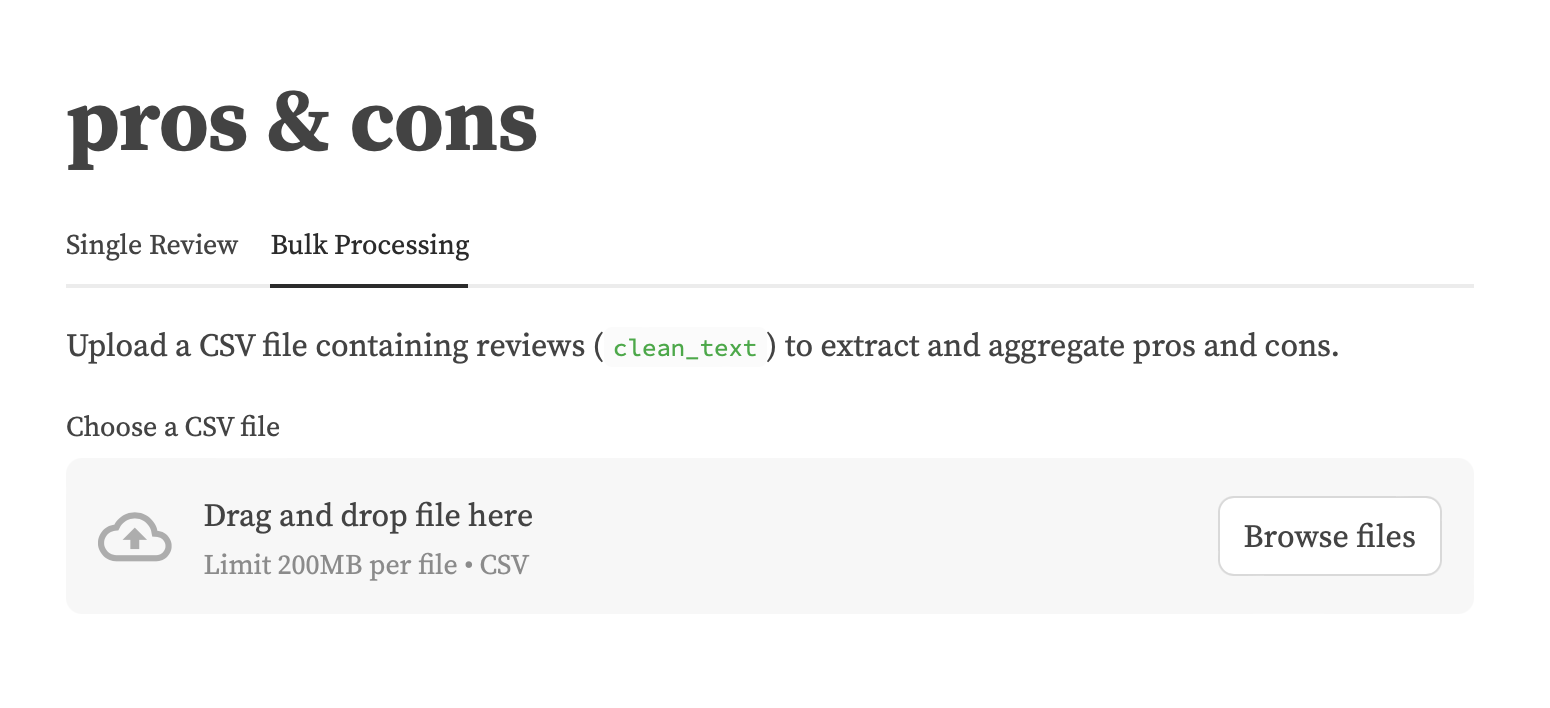 pros & cons
Single Review Bulk Processing
Upload a CSV file containing reviews ( clean_text ) to extract and aggregate pros and cons.
Choose a CSV file
Drag and drop file here
Limit 200MB per file • CSV
Browse files